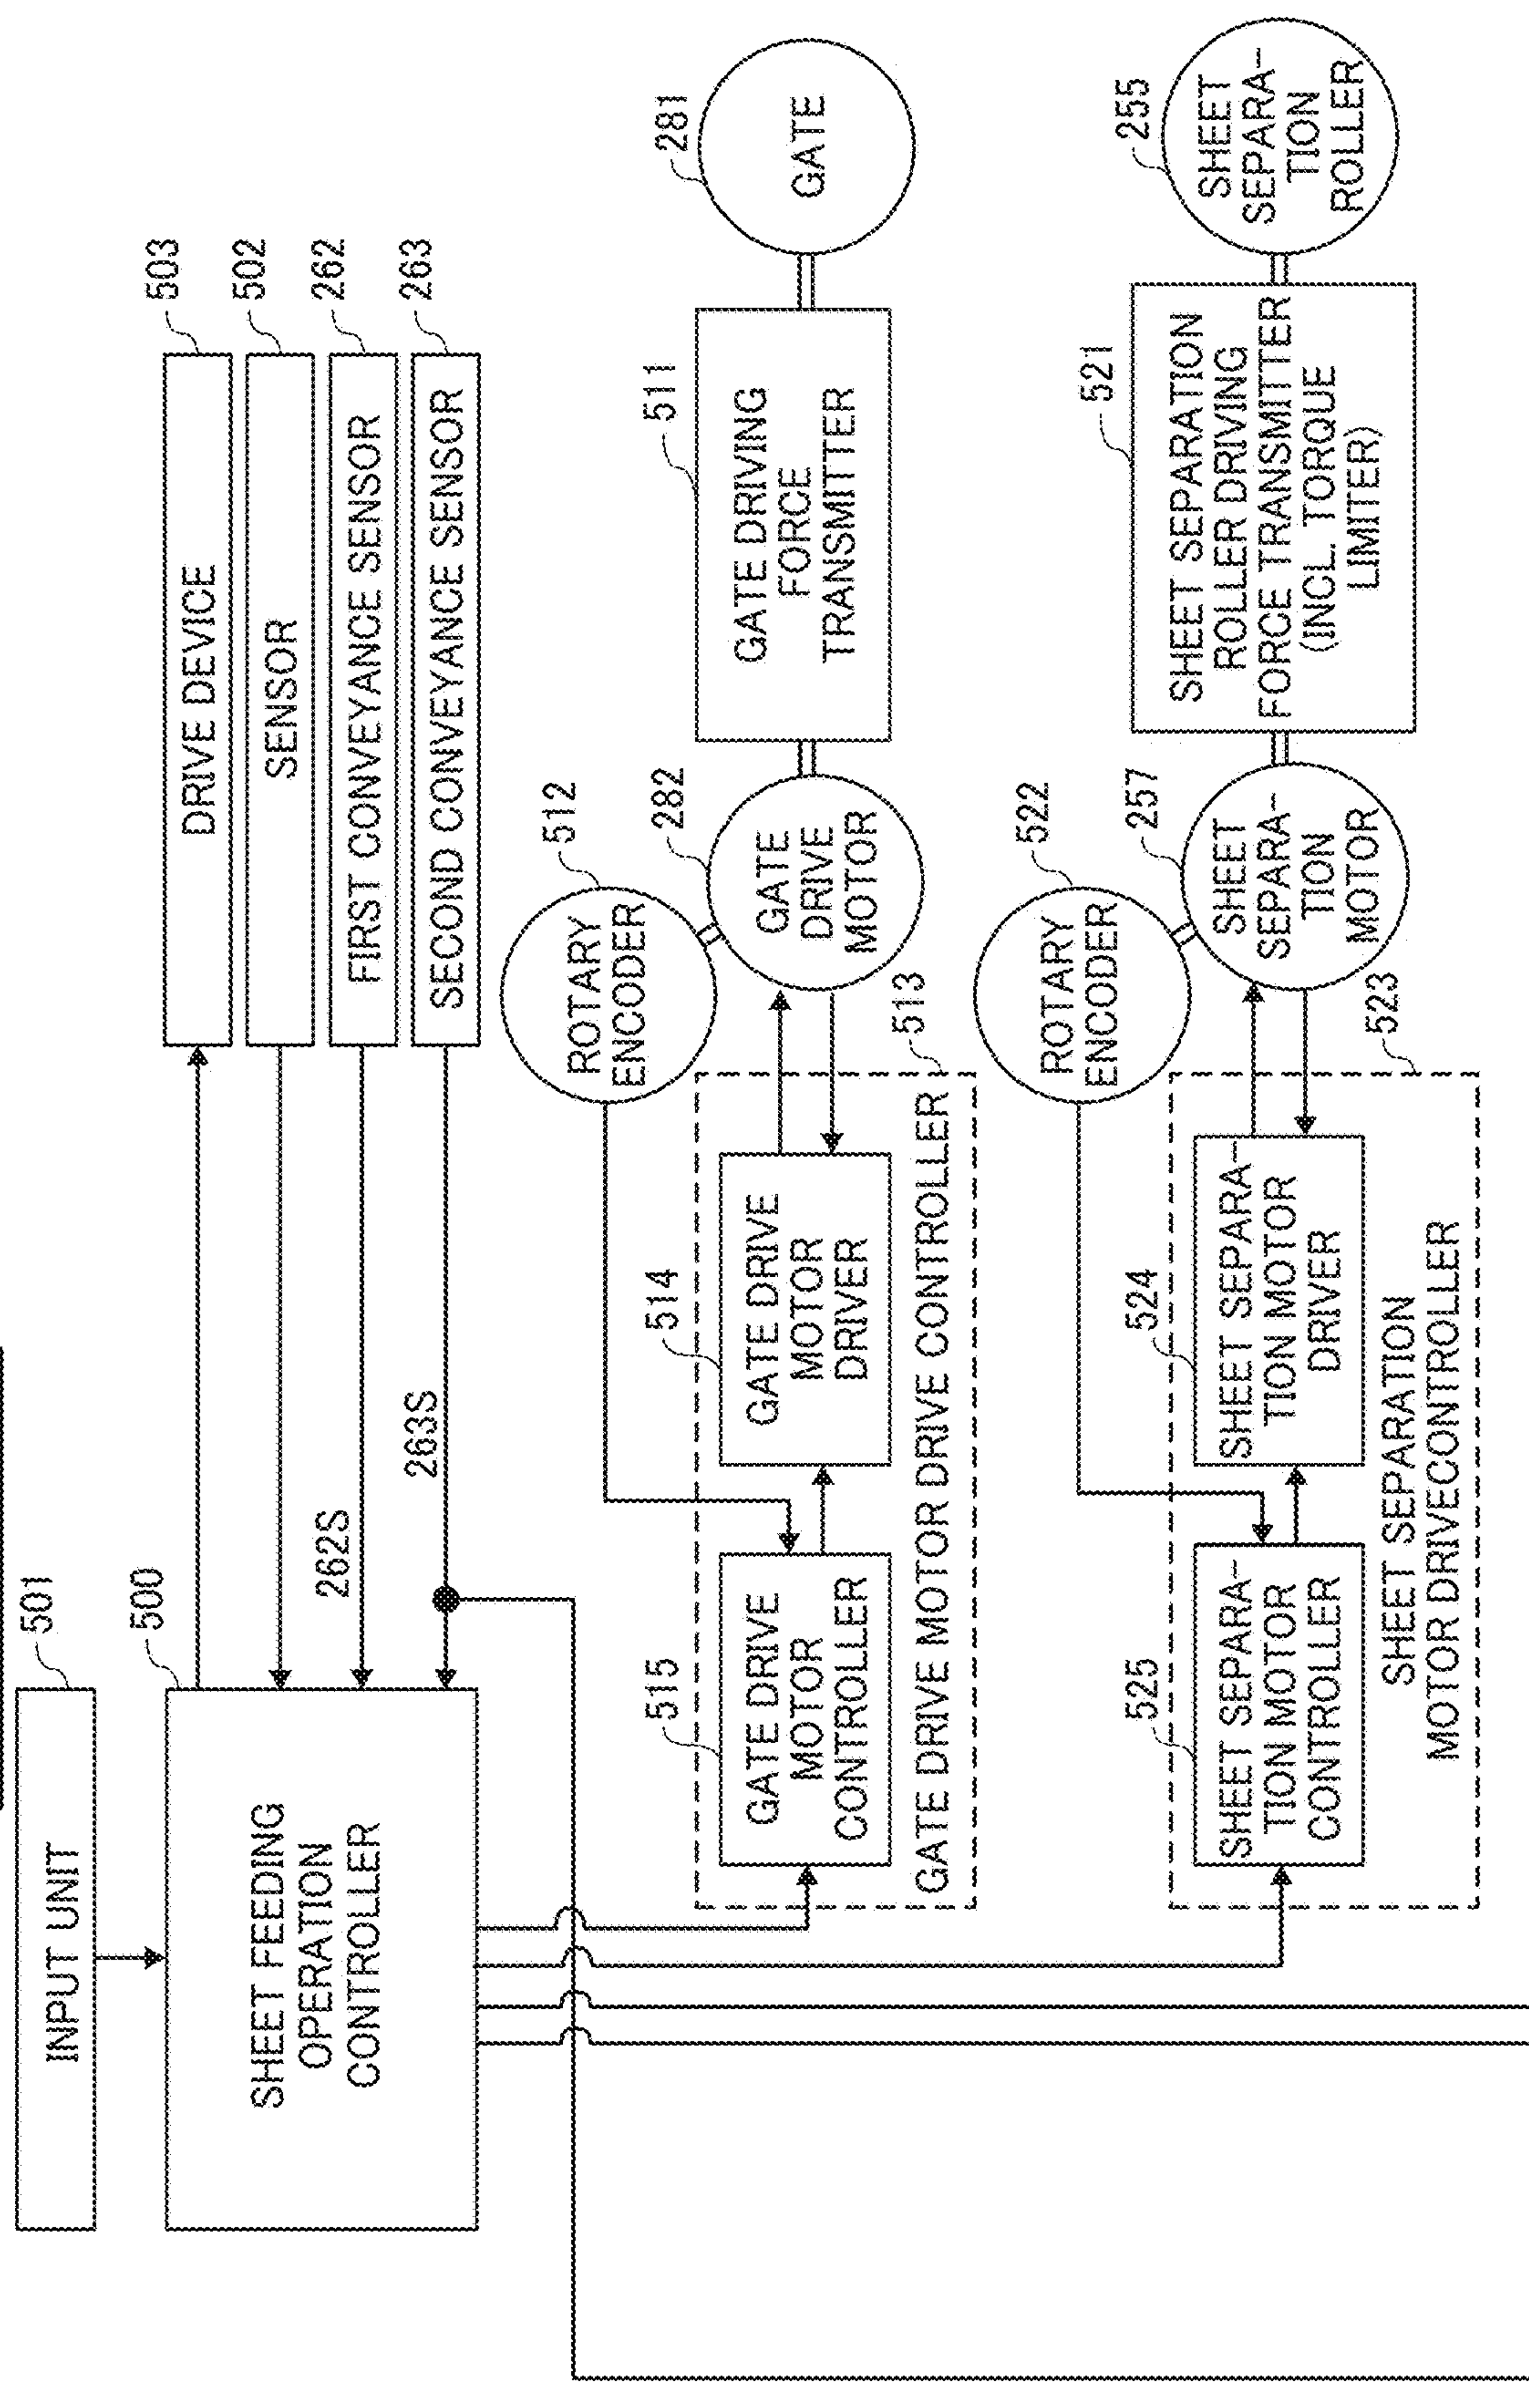 501
INPUT UNIT
500
SHEET FEEDING
OPERATION
CONTROLLER
503
DRIVE DEVICE
502
SENSOR
262
FIRST CONVEYANCE SENSOR
262S
263
SECOND CONVEYANCE SENSOR
263S
512
ROTARY
ENCODER
515
GATE DRIVE
MOTOR
CONTROLLER
514
GATE DRIVE
MOTOR
DRIVER
513
GATE DRIVE MOTOR DRIVE CONTROLLER
282
GATE
DRIVE
MOTOR
511
GATE DRIVING
FORCE
TRANSMITTER
281
GATE
522
ROTARY
ENCODER
525
SHEET SEPARA-
TION MOTOR
CONTROLLER
524
SHEET SEPARA-
TION MOTOR
DRIVER
523
SHEET SEPARATION
MOTOR DRIVECONTROLLER
257
SHEET
SEPARA-
TION
MOTOR
521
SHEET SEPARATION
ROLLER DRIVING
FORCE TRANSMITTER
(INCL. TORQUE
LIMITER)
255
SHEET
SEPARA-
TION
ROLLER